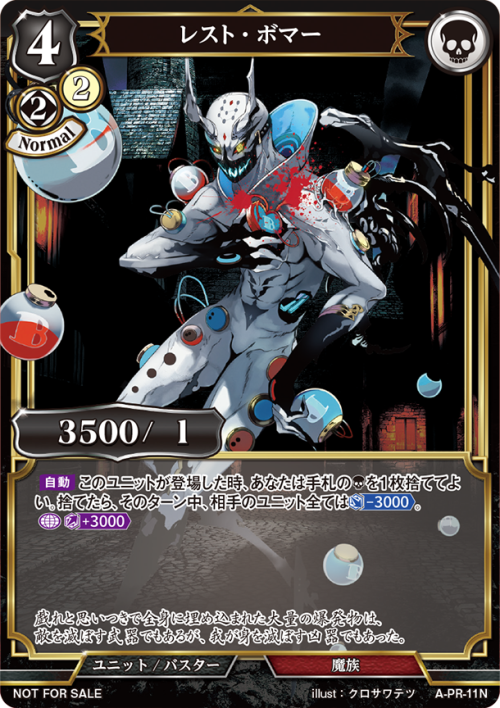 4
レスト・ボマー
2
2
Normal
B
3500/ 1
自動 このユニットが登場した時、あなたは手札の を1枚捨ててよ
い。捨てたら、そのターン中、相手のユニット全ては -3000 。
+3000
戯れと思いつきで全身に埋め込まれた大量の爆発物は、
敵を滅ぼす武器でもあるが、我が身を滅ぼす凶器でもあった。
ユニット / バスター
魔族
NOT FOR SALE
illust : クロサワテツ
A-PR-11N